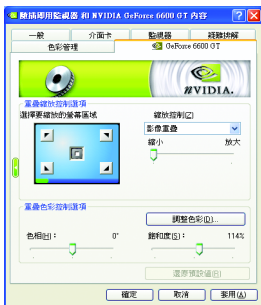 隨插即用監視器 和 NVIDIA GeForce 6600 GT 內容
一般 介面卡 監視器 疑難排解
色彩管理 GeForce 6600 GT
NVIDIA.
重疊縮放控制選項
選擇要縮放的螢幕區域
縮放控制(Z)
影像重疊
縮小 放大
重疊色彩控制選項
調整色彩(D)...
色相(H): 0° 飽和度(S): 114%
還原預設值(R)
確定 取消 套用(A)